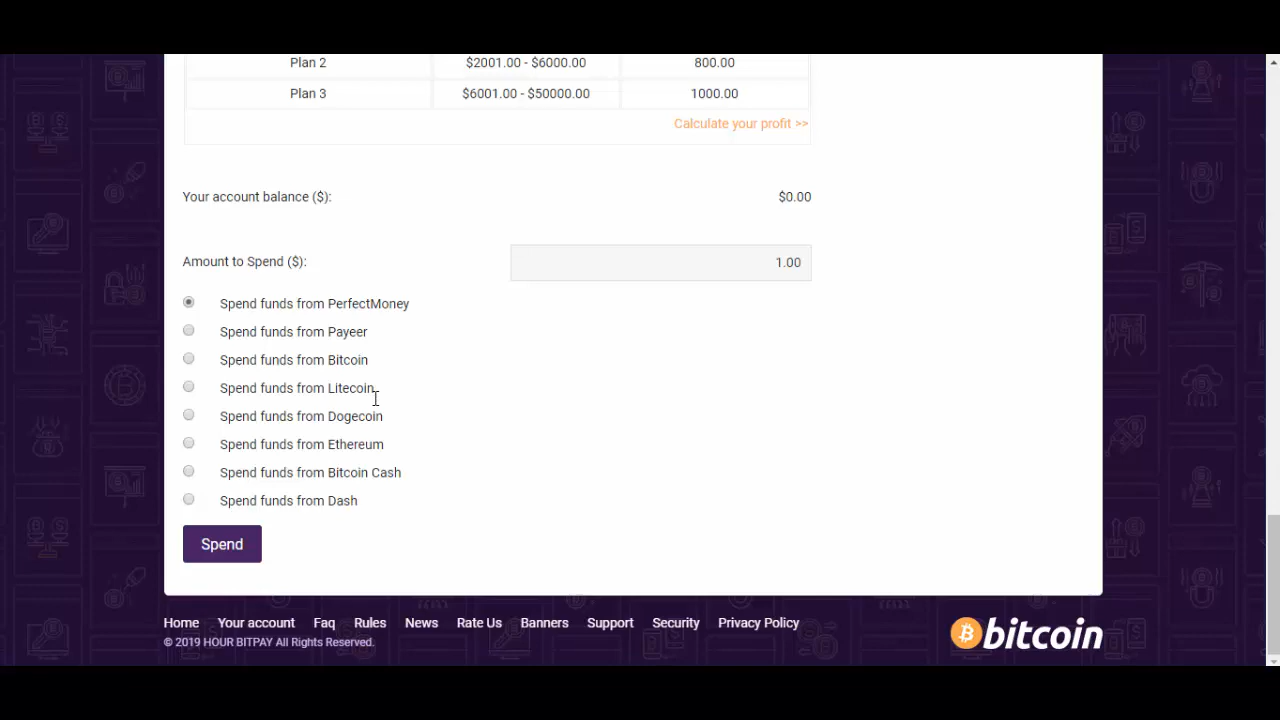 Plan 2 $2001.00 - $6000.00 800.00
Plan 3 $6001.00 - $50000.00 1000.00
Calculate your profit >>
Your account balance ($): $0.00
Amount to Spend ($): 1.00
Spend funds from PerfectMoney
Spend funds from Payeer
Spend funds from Bitcoin
Spend funds from Litecoin
Spend funds from Dogecoin
Spend funds from Ethereum
Spend funds from Bitcoin Cash
Spend funds from Dash
Spend
Home Your account Faq Rules News Rate Us Banners Support Security Privacy Policy
© 2019 HOUR BITPAY All Rights Reserved.
bitcoin